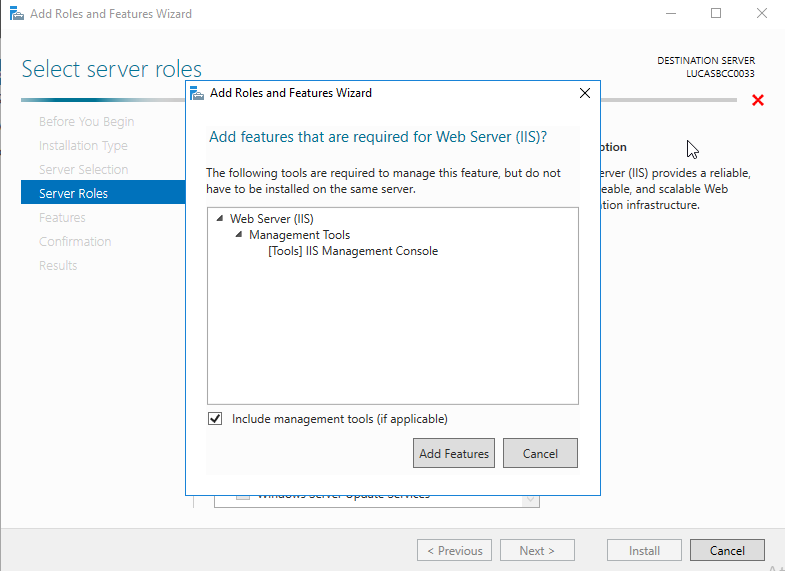 Add Roles and Features Wizard
Select server roles
DESTINATION SERVER
LUCASBCC0033
Before You Begin
Installation Type
Server Selection
Server Roles
Features
Confirmation
Results
Add Roles and Features Wizard
Add features that are required for Web Server (IIS)?
The following tools are required to manage this feature, but do not
have to be installed on the same server.
Web Server (IIS)
Management Tools
[Tools] IIS Management Console
Include management tools (if applicable)
Add Features
Cancel
ption
erver (IIS) provides a reliable,
eable, and scalable Web
tion infrastructure.
Windows Server Update Services
< Previous
Next >
Install
Cancel